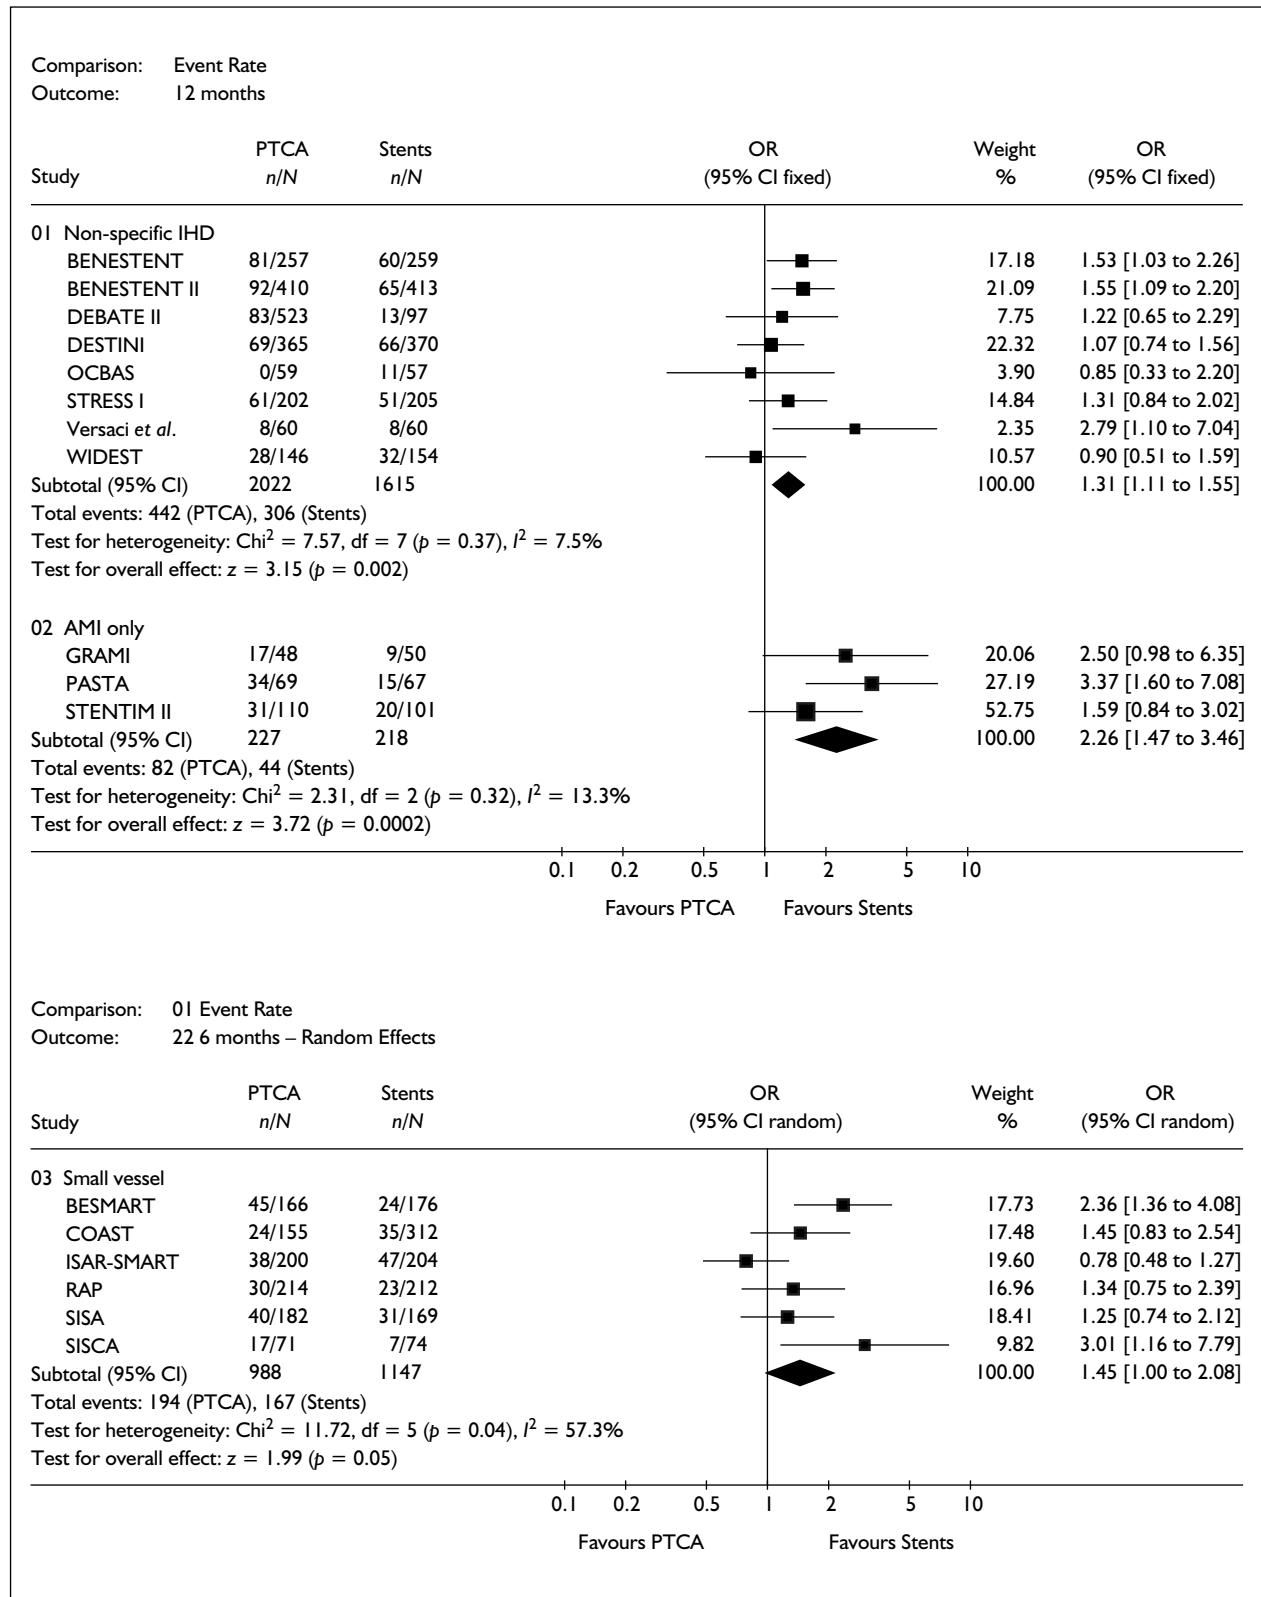 Comparison: Event Rate
Outcome: 12 months
PTCA Stents OR Weight OR
Study n/N n/N (95% CI fixed) % (95% CI fixed)
01 Non-specific IHD
BENESTENT 81/257 60/259 17.18 1.53 [1.03 to 2.26]
BENESTENT II 92/410 65/413 21.09 1.55 [1.09 to 2.20]
DEBATE II 83/523 13/97 7.75 1.22 [0.65 to 2.29]
DESTINI 69/365 66/370 22.32 1.07 [0.74 to 1.56]
OCBAS 0/59 11/57 3.90 0.85 [0.33 to 2.20]
STRESS I 61/202 51/205 14.84 1.31 [0.84 to 2.02]
Versaci et al. 8/60 8/60 2.35 2.79 [1.10 to 7.04]
WIDEST 28/146 32/154 10.57 0.90 [0.51 to 1.59]
Subtotal (95% CI) 2022 1615 100.00 1.31 [1.11 to 1.55]
Total events: 442 (PTCA), 306 (Stents)
Test for heterogeneity: Chi² = 7.57, df = 7 (p = 0.37), I² = 7.5%
Test for overall effect: z = 3.15 (p = 0.002)
02 AMI only
GRAMI 17/48 9/50 20.06 2.50 [0.98 to 6.35]
PASTA 34/69 15/67 27.19 3.37 [1.60 to 7.08]
STENTIM II 31/110 20/101 52.75 1.59 [0.84 to 3.02]
Subtotal (95% CI) 227 218 100.00 2.26 [1.47 to 3.46]
Total events: 82 (PTCA), 44 (Stents)
Test for heterogeneity: Chi² = 2.31, df = 2 (p = 0.32), I² = 13.3%
Test for overall effect: z = 3.72 (p = 0.0002)
0.1 0.2 0.5 1 2 5 10
Favours PTCA Favours Stents
Comparison: 01 Event Rate
Outcome: 22 6 months – Random Effects
PTCA Stents OR Weight OR
Study n/N n/N (95% CI random) % (95% CI random)
03 Small vessel
BESMART 45/166 24/176 17.73 2.36 [1.36 to 4.08]
COAST 24/155 35/312 17.48 1.45 [0.83 to 2.54]
ISAR-SMART 38/200 47/204 19.60 0.78 [0.48 to 1.27]
RAP 30/214 23/212 16.96 1.34 [0.75 to 2.39]
SISA 40/182 31/169 18.41 1.25 [0.74 to 2.12]
SISCA 17/71 7/74 9.82 3.01 [1.16 to 7.79]
Subtotal (95% CI) 988 1147 100.00 1.45 [1.00 to 2.08]
Total events: 194 (PTCA), 167 (Stents)
Test for heterogeneity: Chi² = 11.72, df = 5 (p = 0.04), I² = 57.3%
Test for overall effect: z = 1.99 (p = 0.05)
0.1 0.2 0.5 1 2 5 10
Favours PTCA Favours Stents